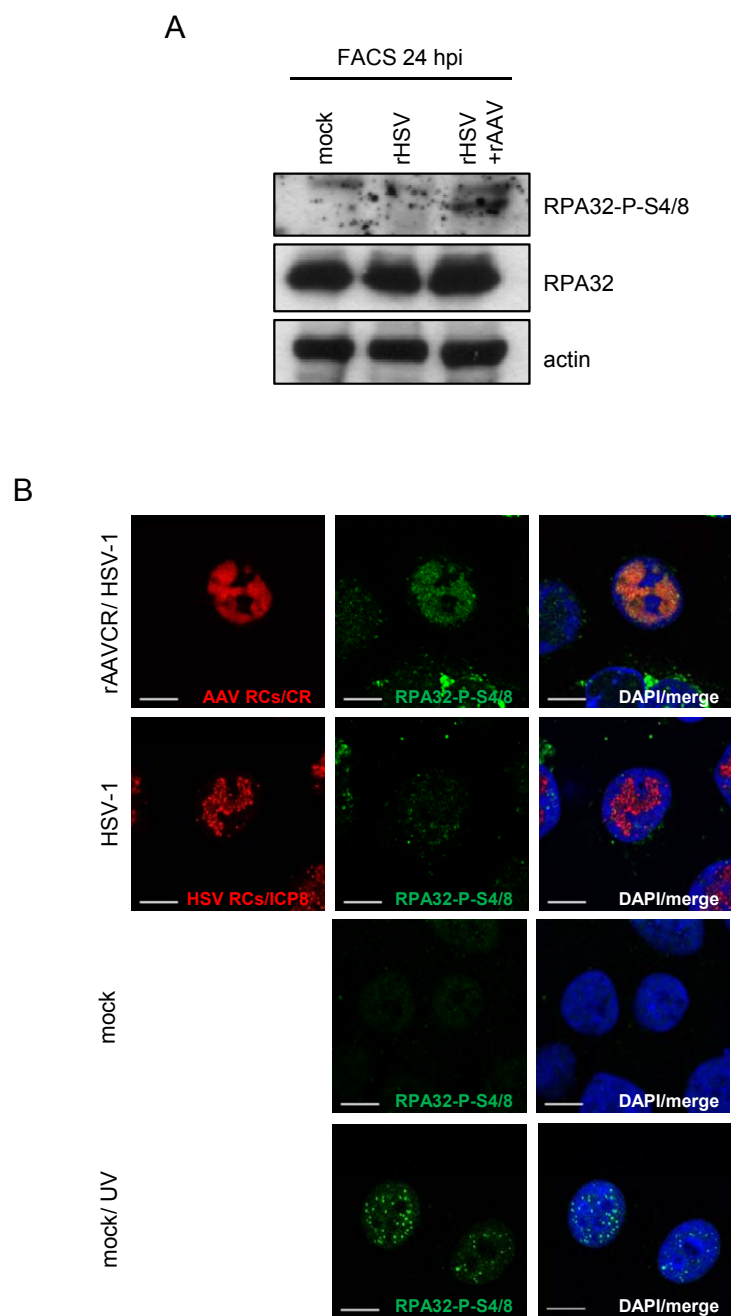 A
FACS 24 hpi
mock
rHSV
rHSV
+rAAV
RPA32-P-S4/8
RPA32
actin
B
rAAVCR/ HSV-1
AAV RCs/CR
RPA32-P-S4/8
DAPI/merge
HSV-1
HSV RCs/ICP8
RPA32-P-S4/8
DAPI/merge
mock
RPA32-P-S4/8
DAPI/merge
mock/ UV
RPA32-P-S4/8
DAPI/merge